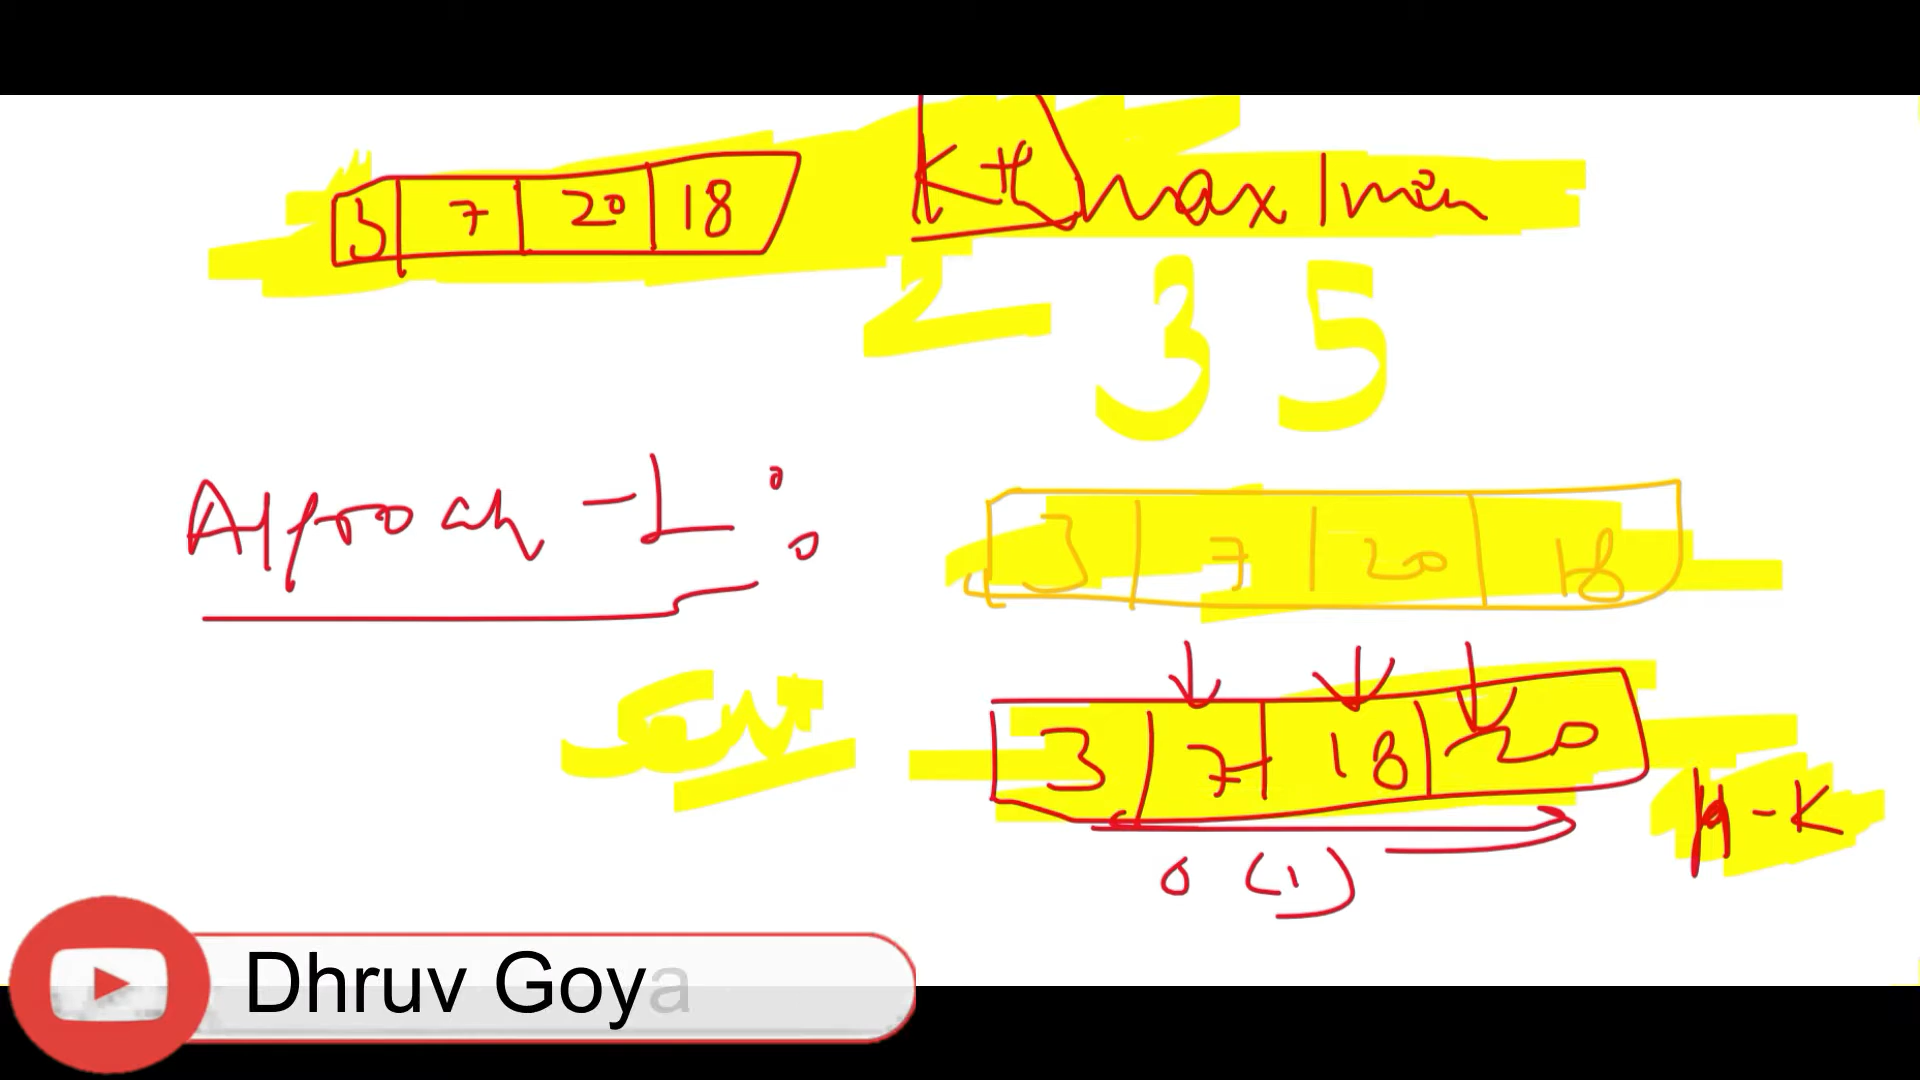 3 7 20 18 Kth max | min
2 3 5
Approach - 1 :
3 7 20 18
Sort 3 7 18 20
n - K
O (1)
Dhruv Goya